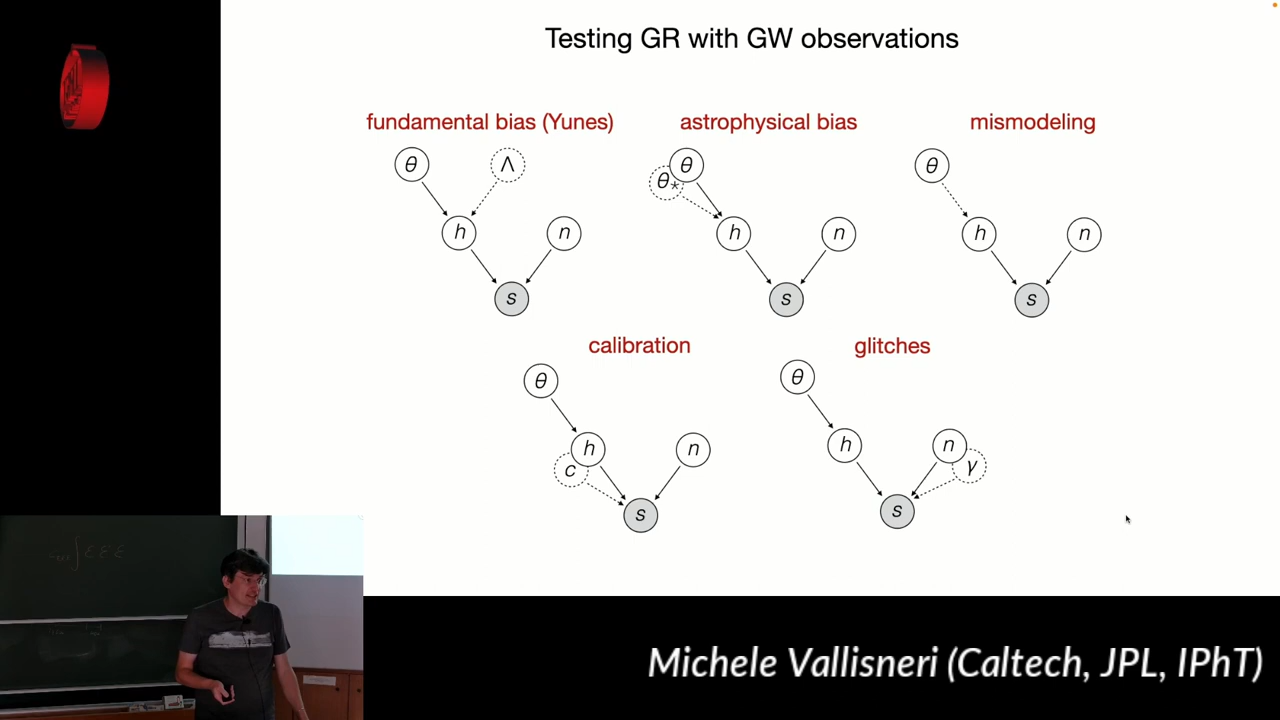 Testing GR with GW observations
fundamental bias (Yunes)
astrophysical bias
mismodeling
θ
Λ
h
n
s
θ
θ*
h
n
s
θ
h
n
s
calibration
glitches
θ
h
c
n
s
θ
h
n
γ
s
Michele Vallisneri (Caltech, JPL, IPhT)